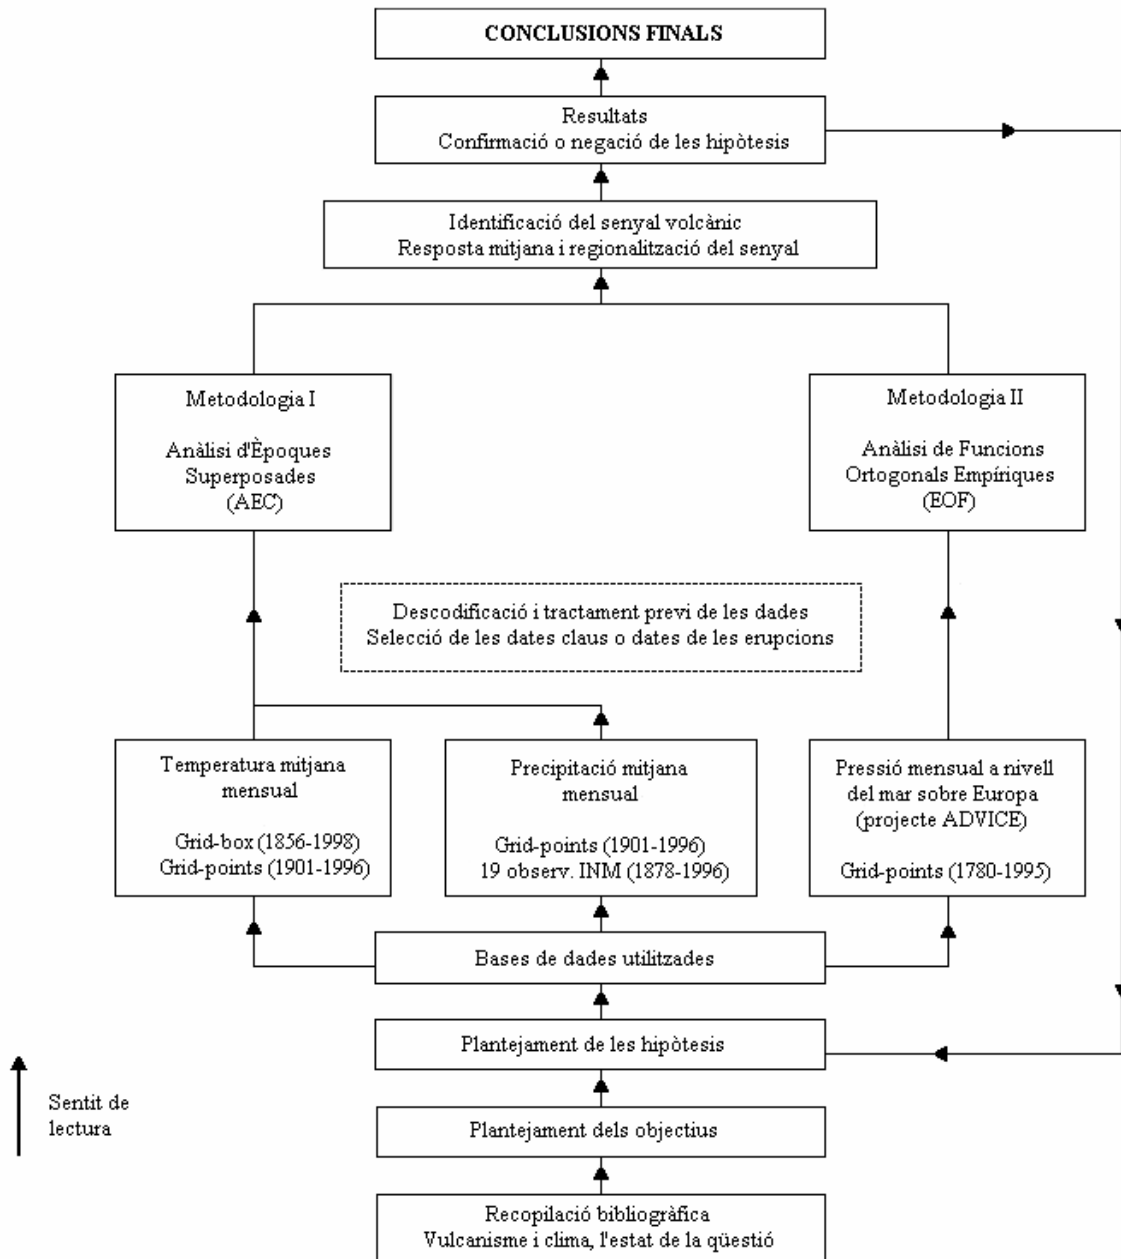 CONCLUSIONS FINALS
Resultats
Confirmació o negació de les hipòtesis
Identificació del senyal volcànic
Resposta mitjana i regionalització del senyal
Metodologia I
Anàlisi d'Èpoques
Superposades
(AEC)
Metodologia II
Anàlisi de Funcions
Ortogonals Empíriques
(EOF)
Descodificació i tractament previ de les dades
Selecció de les dates claus o dates de les erupcions
Temperatura mitjana
mensual
Grid-box (1856-1998)
Grid-points (1901-1996)
Precipitació mitjana
mensual
Grid-points (1901-1996)
19 observ. INM (1878-1996)
Pressió mensual a nivell
del mar sobre Europa
(projecte ADVICE)
Grid-points (1780-1995)
Bases de dades utilitzades
Plantejament de les hipòtesis
Sentit de
lectura
Plantejament dels objectius
Recopilació bibliogràfica
Vulcanisme i clima, l'estat de la qüestió